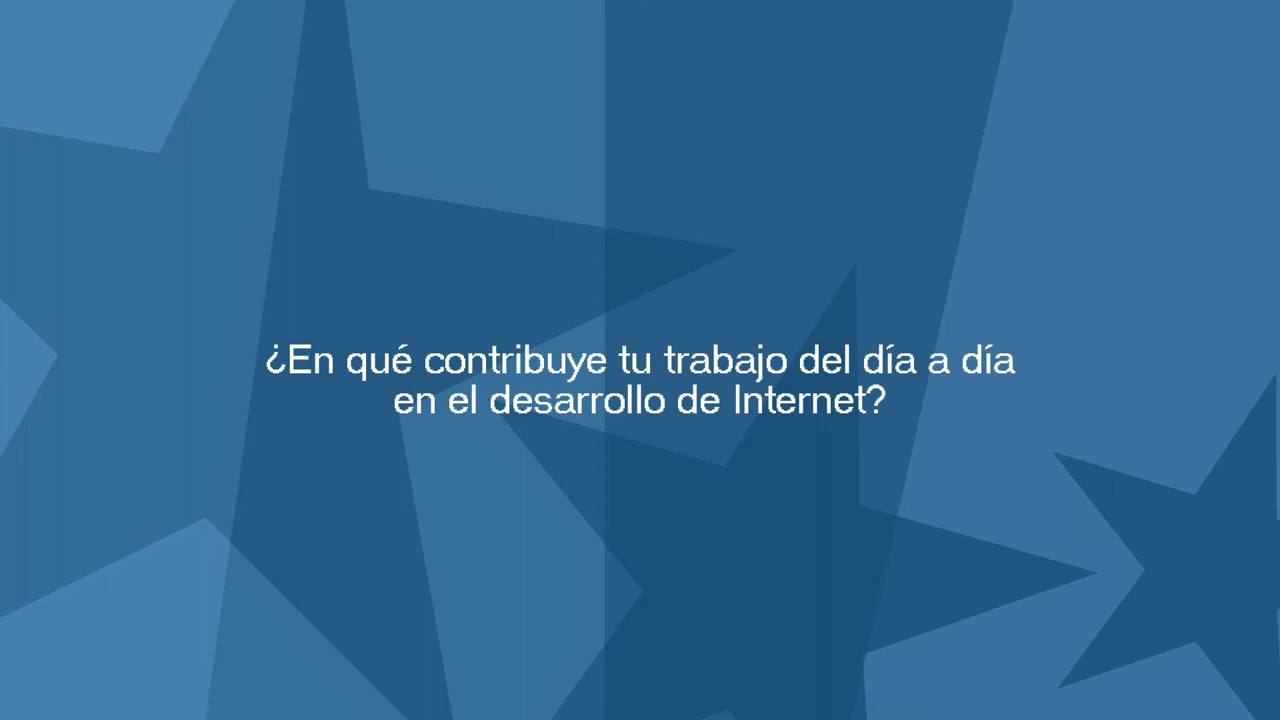 ¿En qué contribuye tu trabajo del día a día
en el desarrollo de Internet?